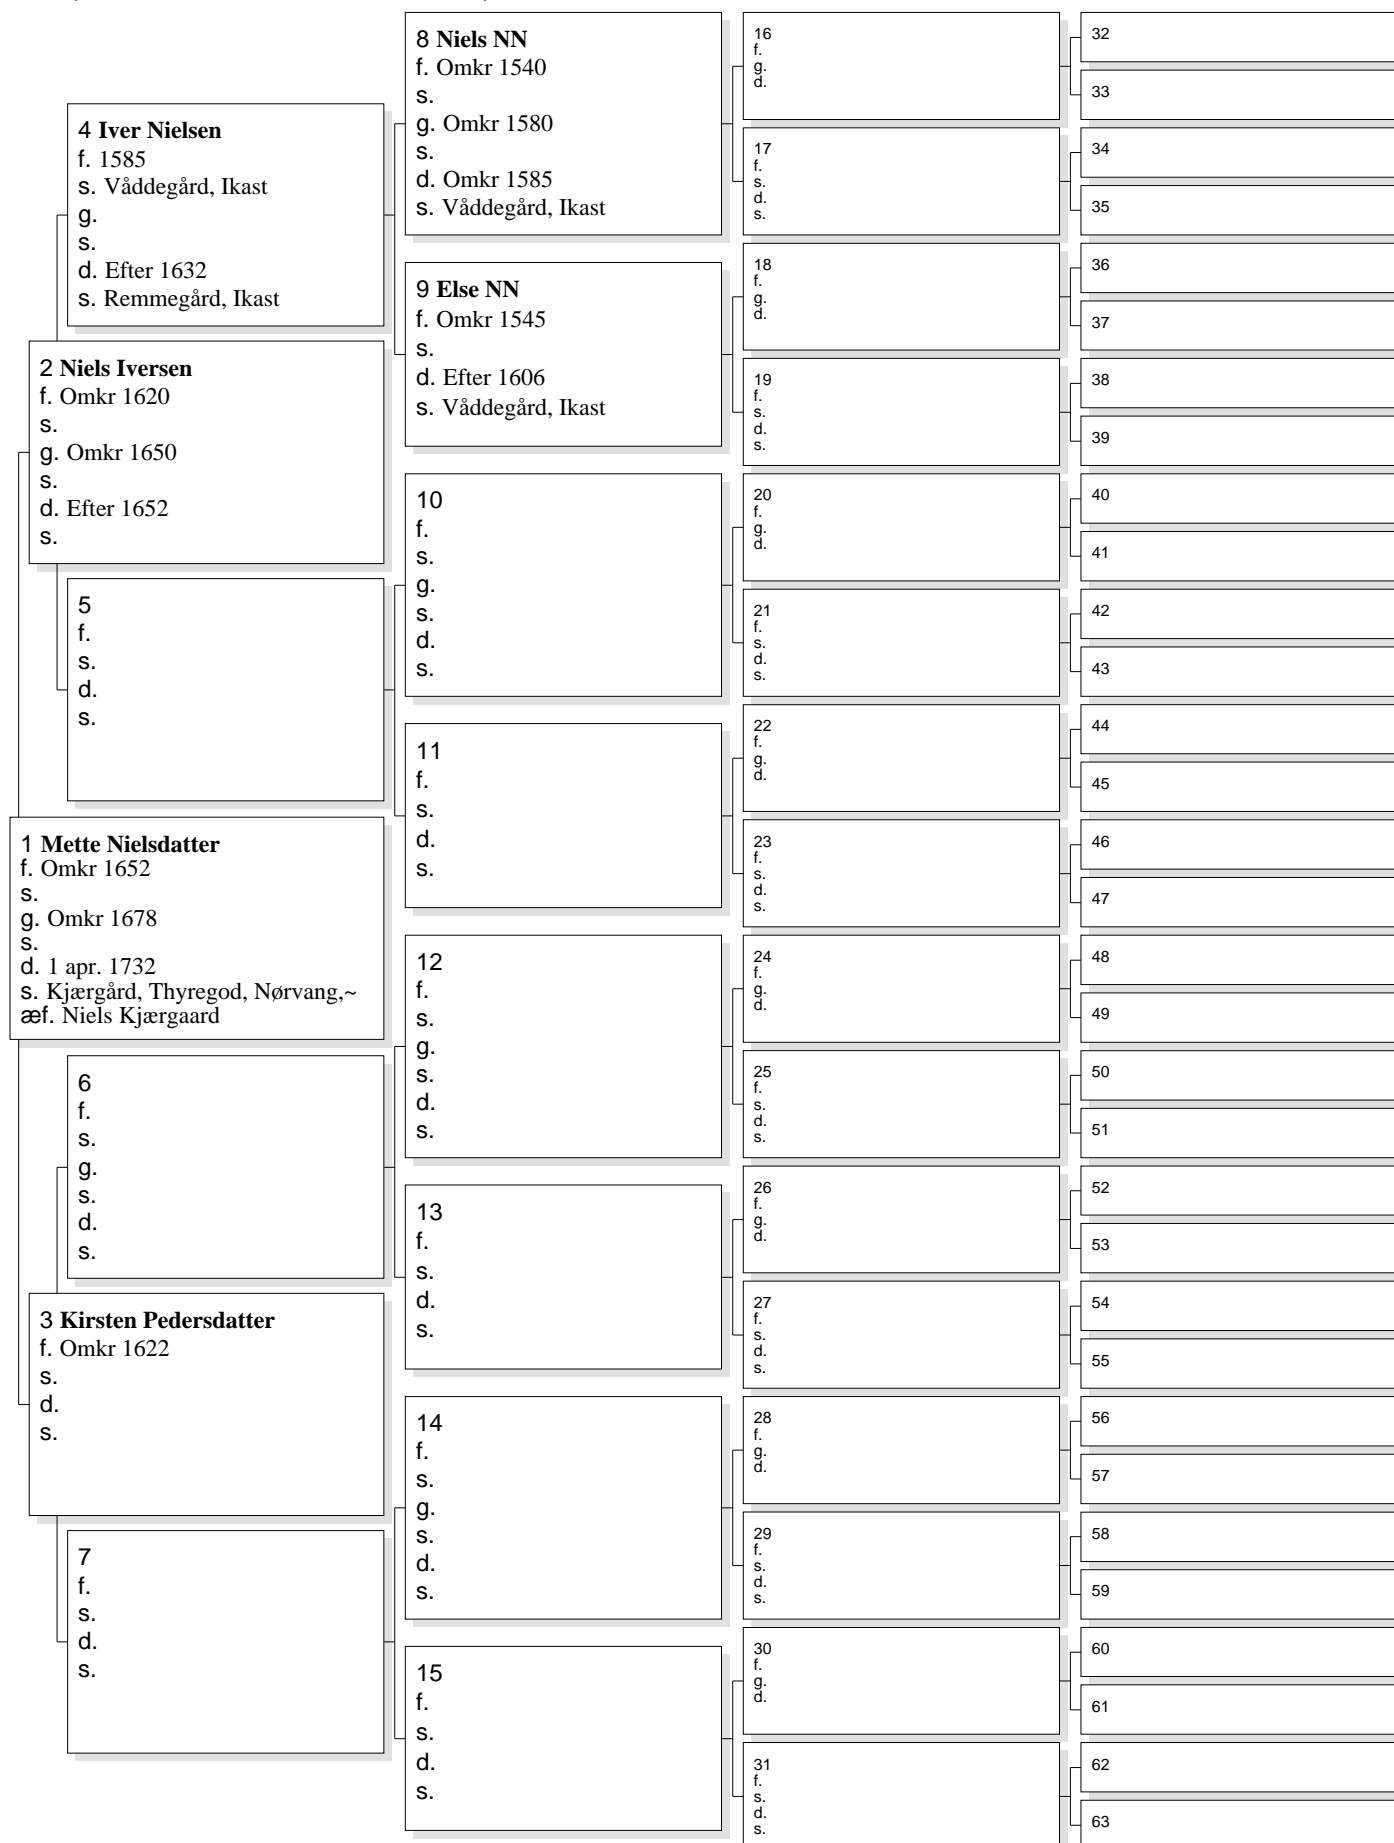 1 Mette Nielsdatter
f. Omkr 1652
s.
g. Omkr 1678
s.
d. 1 apr. 1732
s. Kjærgård, Thyregod, Nørvang,~
æf. Niels Kjærgaard
2 Niels Iversen
f. Omkr 1620
s.
g. Omkr 1650
s.
d. Efter 1652
s.
3 Kirsten Pedersdatter
f. Omkr 1622
s.
d.
s.
4 Iver Nielsen
f. 1585
s. Våddegård, Ikast
g.
s.
d. Efter 1632
s. Remmegård, Ikast
5
f.
s.
d.
s.
6
f.
s.
g.
s.
d.
s.
7
f.
s.
d.
s.
8 Niels NN
f. Omkr 1540
s.
g. Omkr 1580
s.
d. Omkr 1585
s. Våddegård, Ikast
9 Else NN
f. Omkr 1545
s.
d. Efter 1606
s. Våddegård, Ikast
10
f.
s.
g.
s.
d.
s.
11
f.
s.
d.
s.
12
f.
s.
g.
s.
d.
s.
13
f.
s.
d.
s.
14
f.
s.
g.
s.
d.
s.
15
f.
s.
d.
s.
16
f.
g.
d.
17
f.
s.
d.
s.
18
f.
g.
d.
19
f.
s.
d.
s.
20
f.
g.
d.
21
f.
s.
d.
s.
22
f.
g.
d.
23
f.
s.
d.
s.
24
f.
g.
d.
25
f.
s.
d.
s.
26
f.
g.
d.
27
f.
s.
d.
s.
28
f.
g.
d.
29
f.
s.
d.
s.
30
f.
g.
d.
31
f.
s.
d.
s.
32
33
34
35
36
37
38
39
40
41
42
43
44
45
46
47
48
49
50
51
52
53
54
55
56
57
58
59
60
61
62
63